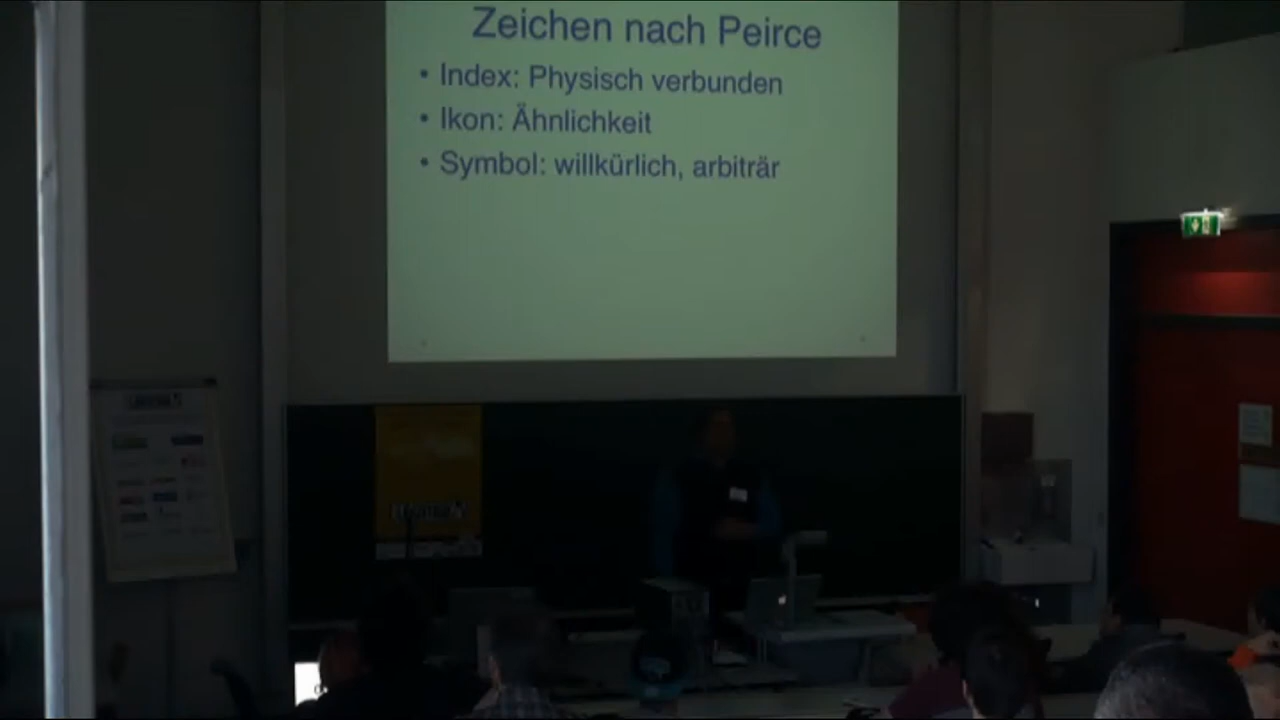 Zeichen nach Peirce
• Index: Physisch verbunden
• Ikon: Ähnlichkeit
• Symbol: willkürlich, arbiträr